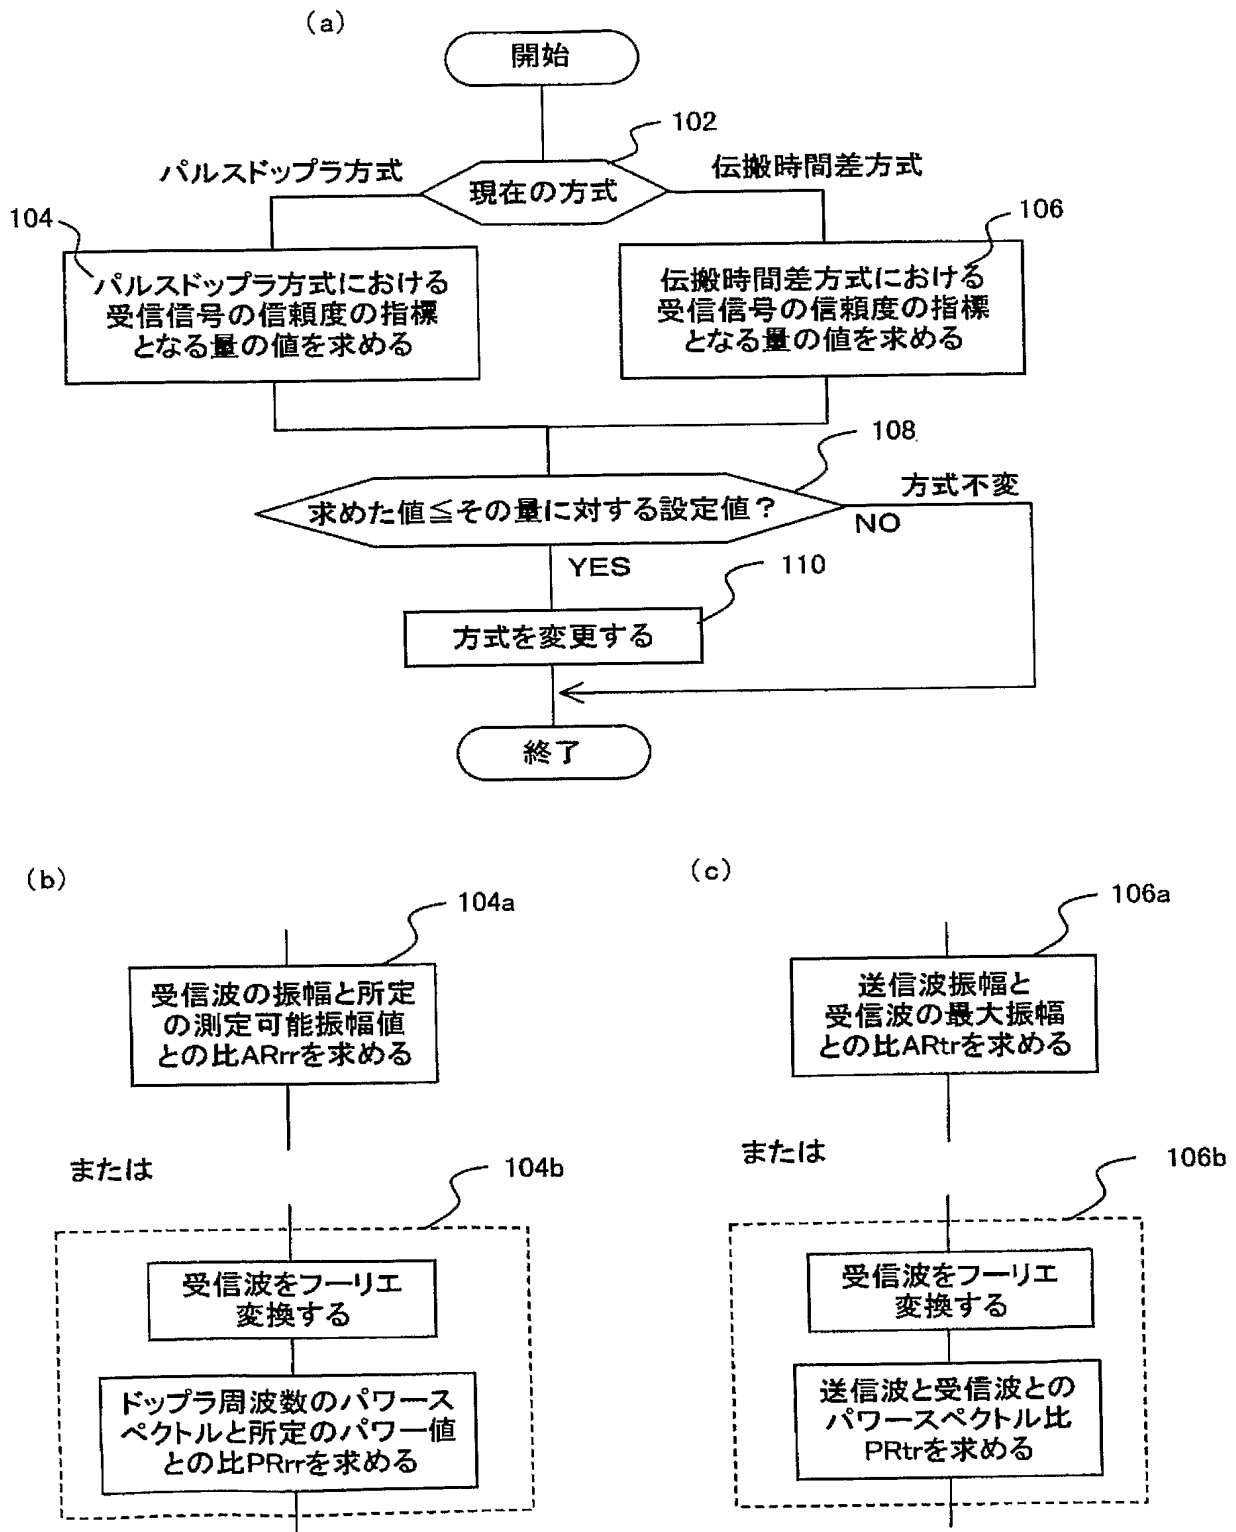 (a)
開始
102
パルスドップラ方式
現在の方式
伝搬時間差方式
104
パルスドップラ方式における
受信信号の信頼度の指標
となる量の値を求める
106
伝搬時間差方式における
受信信号の信頼度の指標
となる量の値を求める
108
求めた値≦その量に対する設定値？
方式不変
NO
YES
110
方式を変更する
終了
(b)
104a
受信波の振幅と所定
の測定可能振幅値
との比ARrrを求める
または
104b
受信波をフーリエ
変換する
ドップラ周波数のパワース
ペクトルと所定のパワー値
との比PRrrを求める
(c)
106a
送信波振幅と
受信波の最大振幅
との比ARtrを求める
または
106b
受信波をフーリエ
変換する
送信波と受信波との
パワースペクトル比
PRtrを求める